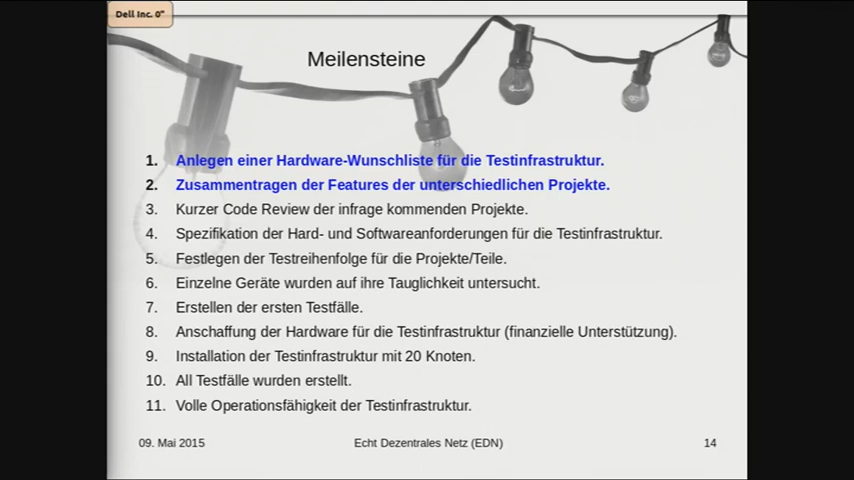 Dell Inc. 0"
Meilensteine
1. Anlegen einer Hardware-Wunschliste für die Testinfrastruktur.
2. Zusammentragen der Features der unterschiedlichen Projekte.
3. Kurzer Code Review der infrage kommenden Projekte.
4. Spezifikation der Hard- und Softwareanforderungen für die Testinfrastruktur.
5. Festlegen der Testreihenfolge für die Projekte/Teile.
6. Einzelne Geräte wurden auf ihre Tauglichkeit untersucht.
7. Erstellen der ersten Testfälle.
8. Anschaffung der Hardware für die Testinfrastruktur (finanzielle Unterstützung).
9. Installation der Testinfrastruktur mit 20 Knoten.
10. All Testfälle wurden erstellt.
11. Volle Operationsfähigkeit der Testinfrastruktur.
09. Mai 2015 Echt Dezentrales Netz (EDN) 14